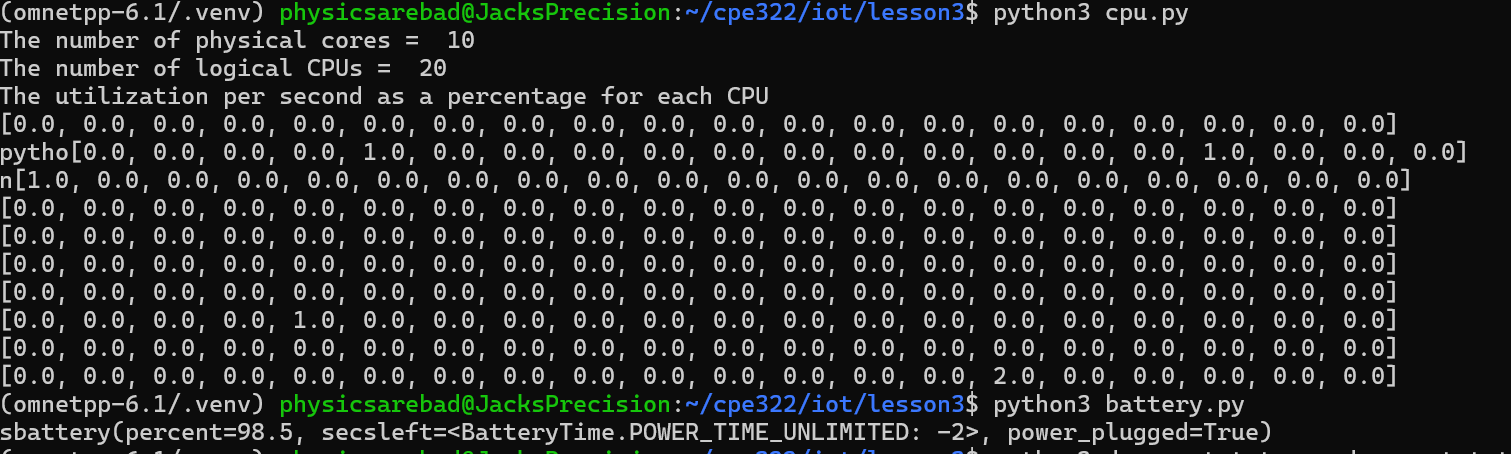 (omnetpp-6.1/.venv) physicsarebad@JacksPrecision:~/cpe322/iot/lesson3$ python3 cpu.py
The number of physical cores =  10
The number of logical CPUs =  20
The utilization per second as a percentage for each CPU
[0.0, 0.0, 0.0, 0.0, 0.0, 0.0, 0.0, 0.0, 0.0, 0.0, 0.0, 0.0, 0.0, 0.0, 0.0, 0.0, 0.0, 0.0, 0.0, 0.0]
pytho[0.0, 0.0, 0.0, 0.0, 1.0, 0.0, 0.0, 0.0, 0.0, 0.0, 0.0, 0.0, 0.0, 0.0, 0.0, 0.0, 1.0, 0.0, 0.0, 0.0]
n[1.0, 0.0, 0.0, 0.0, 0.0, 0.0, 0.0, 0.0, 0.0, 0.0, 0.0, 0.0, 0.0, 0.0, 0.0, 0.0, 0.0, 0.0, 0.0, 0.0]
[0.0, 0.0, 0.0, 0.0, 0.0, 0.0, 0.0, 0.0, 0.0, 0.0, 0.0, 0.0, 0.0, 0.0, 0.0, 0.0, 0.0, 0.0, 0.0, 0.0]
[0.0, 0.0, 0.0, 0.0, 0.0, 0.0, 0.0, 0.0, 0.0, 0.0, 0.0, 0.0, 0.0, 0.0, 0.0, 0.0, 0.0, 0.0, 0.0, 0.0]
[0.0, 0.0, 0.0, 0.0, 0.0, 0.0, 0.0, 0.0, 0.0, 0.0, 0.0, 0.0, 0.0, 0.0, 0.0, 0.0, 0.0, 0.0, 0.0, 0.0]
[0.0, 0.0, 0.0, 0.0, 0.0, 0.0, 0.0, 0.0, 0.0, 0.0, 0.0, 0.0, 0.0, 0.0, 0.0, 0.0, 0.0, 0.0, 0.0, 0.0]
[0.0, 0.0, 0.0, 0.0, 1.0, 0.0, 0.0, 0.0, 0.0, 0.0, 0.0, 0.0, 0.0, 0.0, 0.0, 0.0, 0.0, 0.0, 0.0, 0.0]
[0.0, 0.0, 0.0, 0.0, 0.0, 0.0, 0.0, 0.0, 0.0, 0.0, 0.0, 0.0, 0.0, 0.0, 0.0, 0.0, 0.0, 0.0, 0.0, 0.0]
[0.0, 0.0, 0.0, 0.0, 0.0, 0.0, 0.0, 0.0, 0.0, 0.0, 0.0, 0.0, 0.0, 0.0, 2.0, 0.0, 0.0, 0.0, 0.0, 0.0]
(omnetpp-6.1/.venv) physicsarebad@JacksPrecision:~/cpe322/iot/lesson3$ python3 battery.py
sbattery(percent=98.5, secsleft=<BatteryTime.POWER_TIME_UNLIMITED: -2>, power_plugged=True)